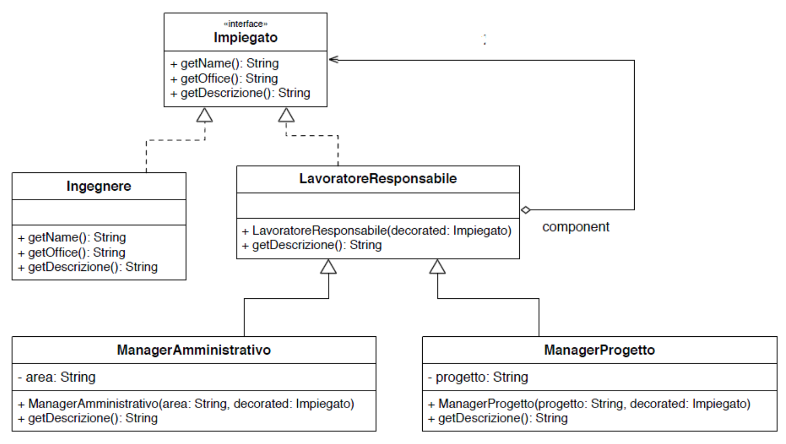 «interface»
Impiegato
+ getName(): String
+ getOffice(): String
+ getDescrizione(): String
:
Ingegnere
+ getName(): String
+ getOffice(): String
+ getDescrizione(): String
LavoratoreResponsabile
+ LavoratoreResponsabile(decorated: Impiegato)
+ getDescrizione(): String
component
ManagerAmministrativo
- area: String
+ ManagerAmministrativo(area: String, decorated: Impiegato)
+ getDescrizione(): String
ManagerProgetto
- progetto: String
+ ManagerProgetto(progetto: String, decorated: Impiegato)
+ getDescrizione(): String